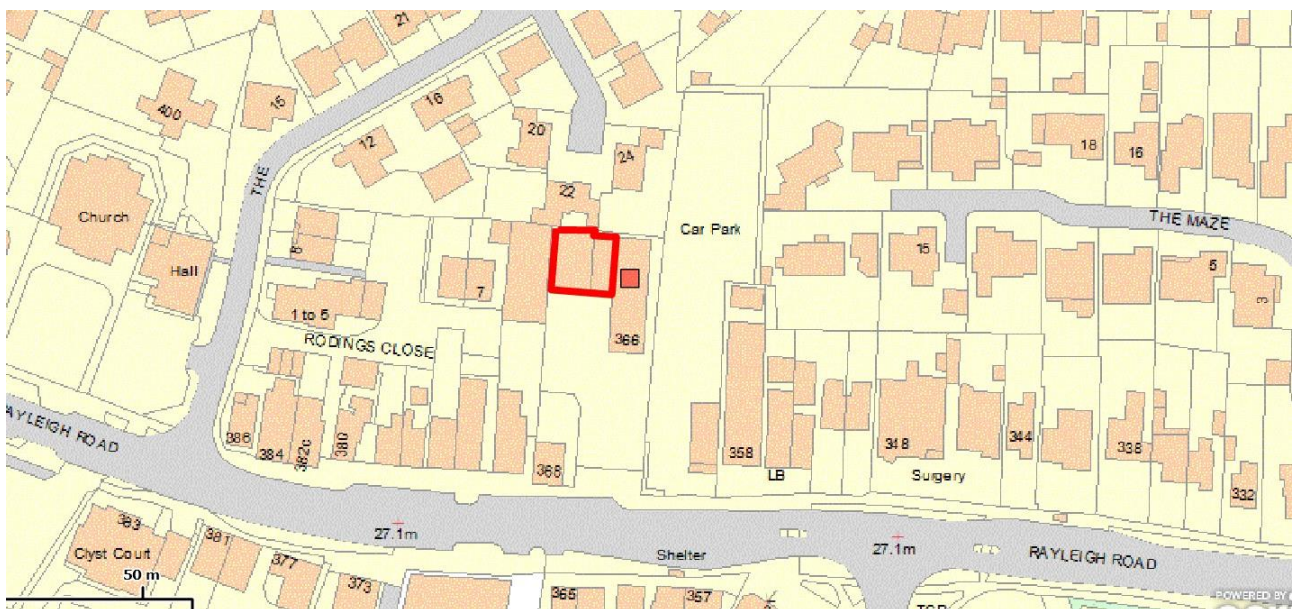 21
400
15
16
12
20
24
22
18
16
Church
THE
Car Park
THE MAZE
Hall
8
7
15
5
3
1 to 5
366
RODINGS CLOSE
RAYLEIGH ROAD
386
384
382c
380
368
358
LB
348
Surgery
344
338
332
383
Clyst Court
381
377
373
27.1m
Shelter
27.1m
RAYLEIGH ROAD
50 m
365
357
POWERED BY